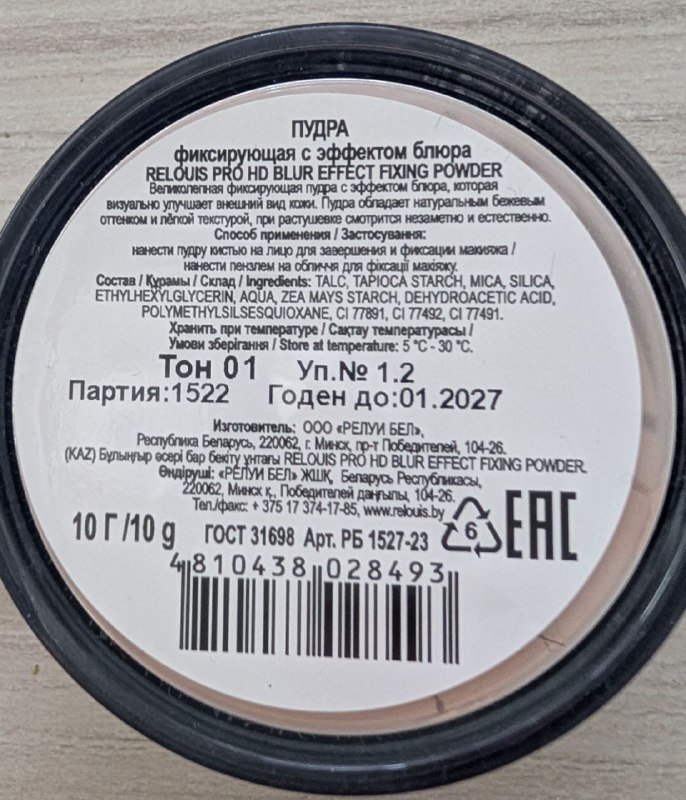 ПУДРА
фиксирующая с эффектом блюра
RELOUIS PRO HD BLUR EFFECT FIXING POWDER
Великолепная фиксирующая пудра с эффектом блюра, которая
визуально улучшает внешний вид кожи. Пудра обладает натуральным бежевым
оттенком и лёгкой текстурой, при растушевке смотрится незаметно и естественно.
Способ применения / Застосування:
нанести пудру кистью на лицо для завершения и фиксации макияжа /
нанести пензлем на обличчя для фіксації макіяжу.
Состав / Құрамы / Склад / Ingredients: TALC, TAPIOCA STARCH, MICA, SILICA,
ETHYLHEXYLGLYCERIN, AQUA, ZEA MAYS STARCH, DEHYDROACETIC ACID,
POLYMETHYLSILSESQUIOXANE, CI 77891, CI 77492, CI 77491.
Хранить при температуре / Сақтау температурасы /
Умови зберігання / Store at temperature: 5 °C - 30 °C.
Тон 01 Уп.№ 1.2
Партия:1522 Годен до:01.2027
Изготовитель: ООО «РЕЛУИ БЕЛ»,
Республика Беларусь, 220062, г. Минск, пр-т Победителей, 104-26.
(KAZ) Бұлыңғыр әсері бар бекіту ұнтағы RELOUIS PRO HD BLUR EFFECT FIXING POWDER.
Өндіруші: «РЕЛУИ БЕЛ» ЖШҚ, Беларусь Республикасы,
220062, Минск қ., Победителей даңғылы, 104-26.
Тел./факс: + 375 17 374-17-85, www.relouis.by
10 Г /10 g ГОСТ 31698 Арт. РБ 1527-23 6 EAC
4 810438 028493